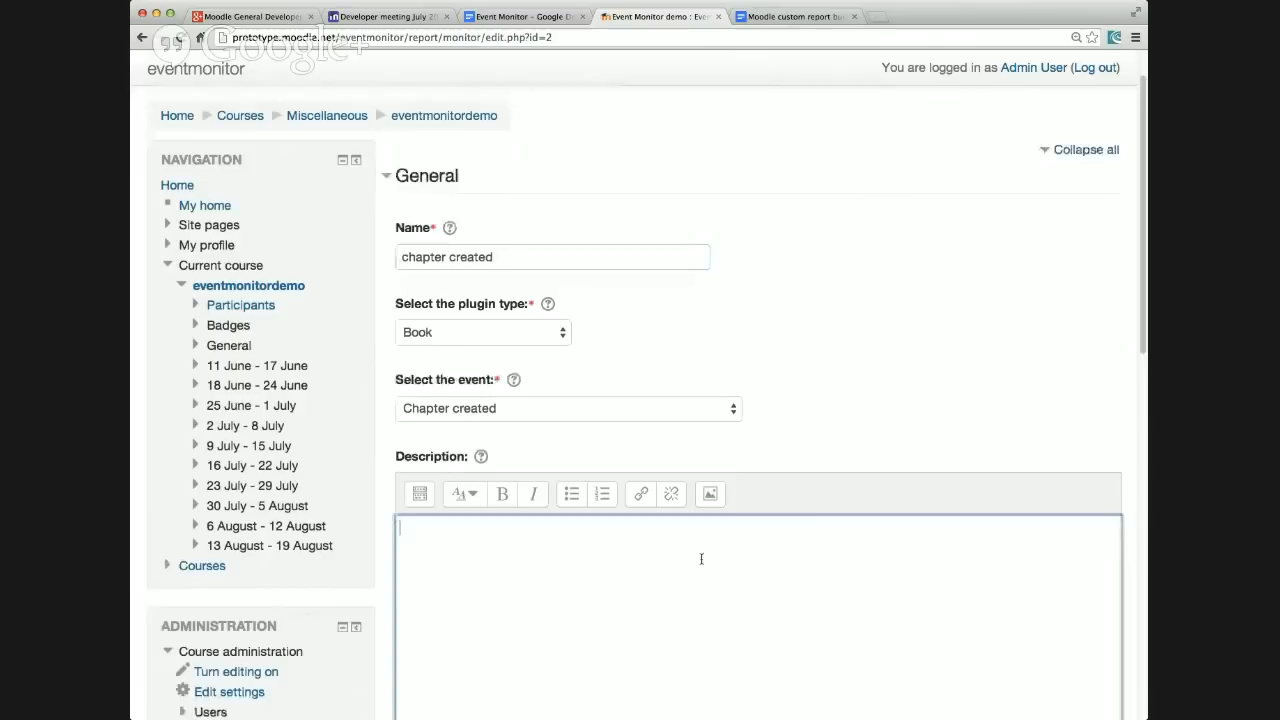 Moodle General Develope
Developer meeting July 2
Event Monitor - Google D
Event Monitor demo : Eve
Moodle custom report bu
prototype.moodle.net/eventmonitor/report/monitor/edit.php?id=2
Google+
eventmonitor
You are logged in as Admin User (Log out)
Home Courses Miscellaneous eventmonitordemo
Collapse all
NAVIGATION
Home
My home
Site pages
My profile
Current course
eventmonitordemo
Participants
Badges
General
11 June - 17 June
18 June - 24 June
25 June - 1 July
2 July - 8 July
9 July - 15 July
16 July - 22 July
23 July - 29 July
30 July - 5 August
6 August - 12 August
13 August - 19 August
Courses
ADMINISTRATION
Course administration
Turn editing on
Edit settings
Users
General
Name*
chapter created
Select the plugin type:*
Book
Select the event:*
Chapter created
Description: